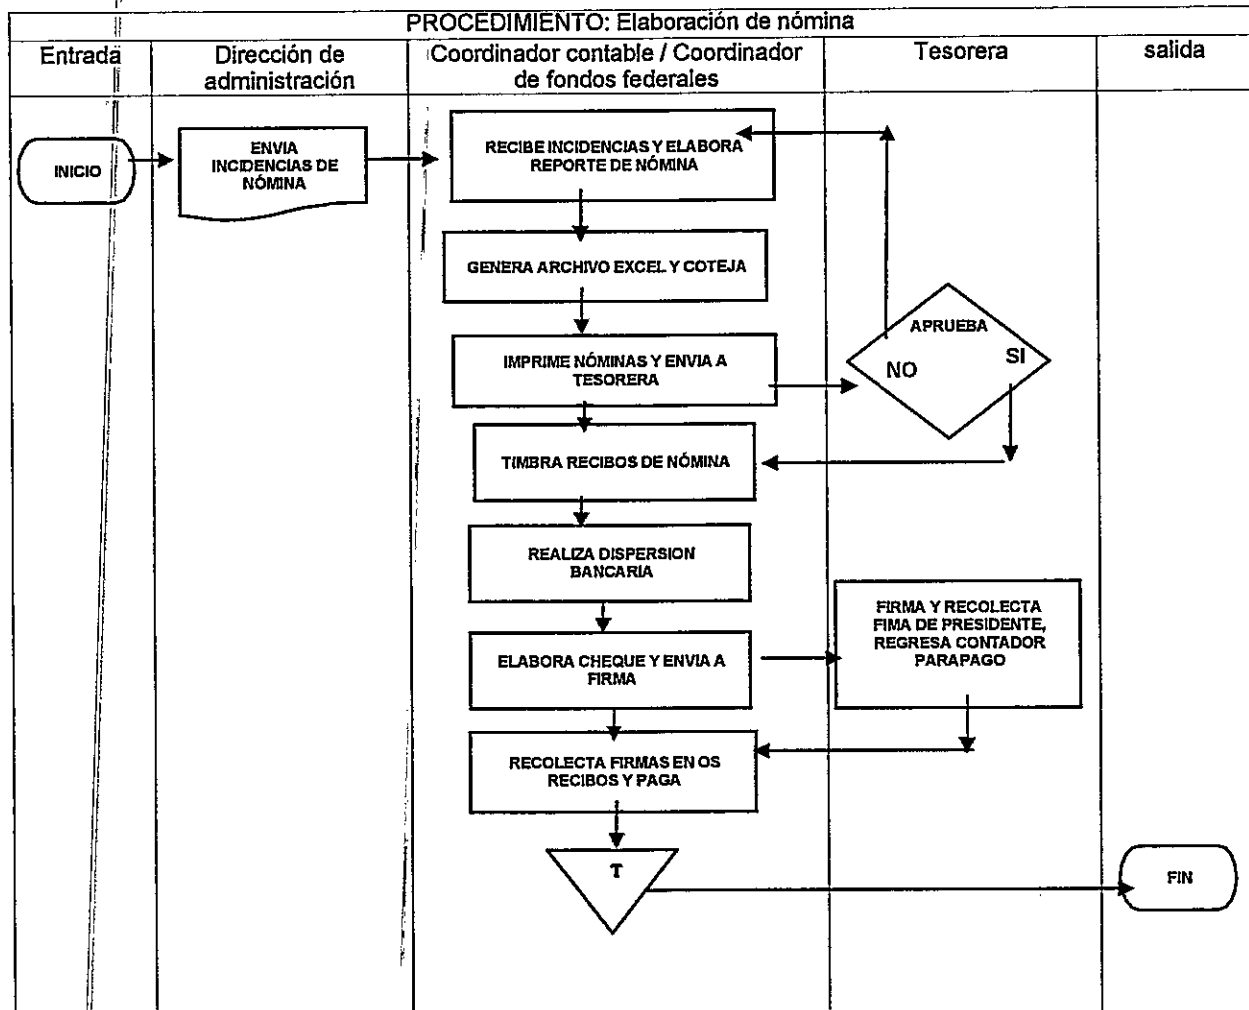 PROCEDIMIENTO: Elaboración de nómina
Entrada
Dirección de
administración
Coordinador contable / Coordinador
de fondos federales
Tesorera
salida
INICIO
ENVIA
INCIDENCIAS DE
NÓMINA
RECIBE INCIDENCIAS Y ELABORA
REPORTE DE NÓMINA
GENERA ARCHIVO EXCEL Y COTEJA
IMPRIME NÓMINAS Y ENVIA A
TESORERA
APRUEBA
NO
SI
TIMBRA RECIBOS DE NÓMINA
REALIZA DISPERSION
BANCARIA
ELABORA CHEQUE Y ENVIA A
FIRMA
FIRMA Y RECOLECTA
FIMA DE PRESIDENTE,
REGRESA CONTADOR
PARAPAGO
RECOLECTA FIRMAS EN OS
RECIBOS Y PAGA
T
FIN